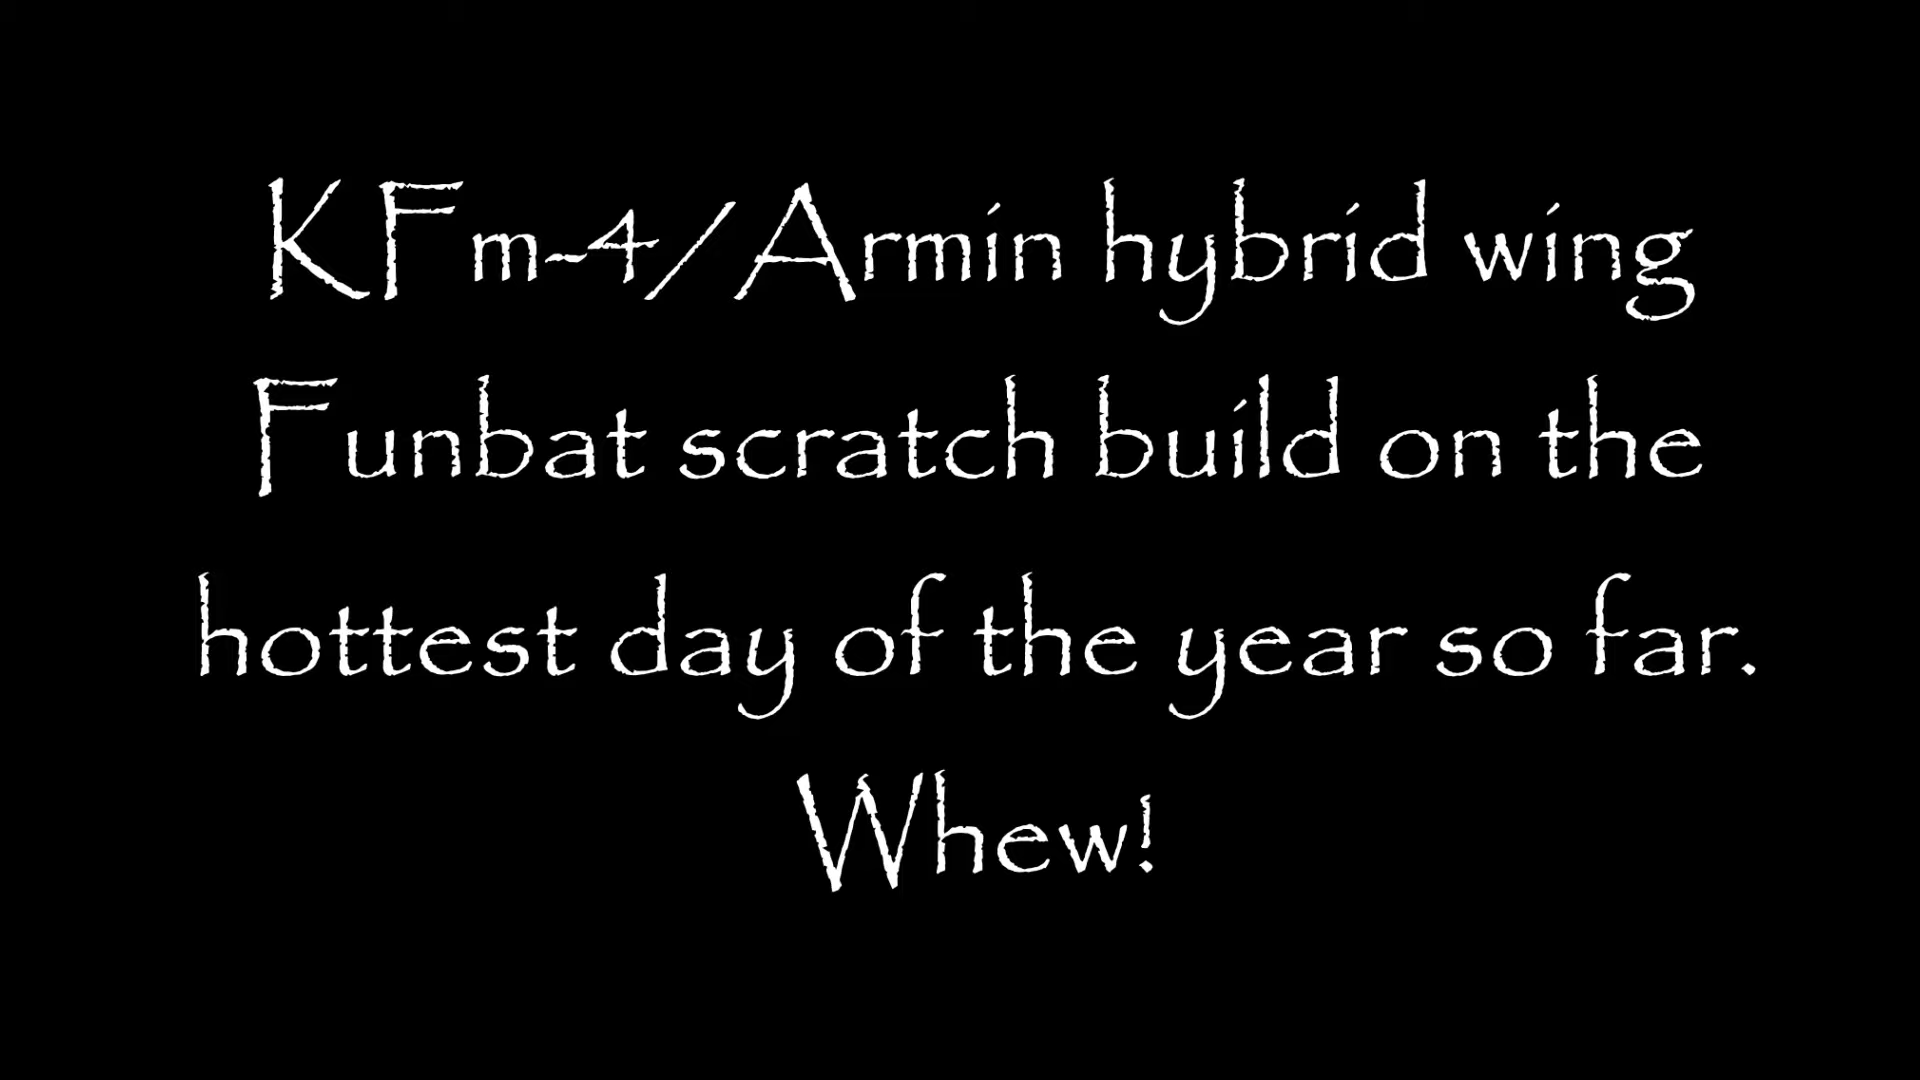 KFm-4/Armin hybrid wing
Funbat scratch build on the
hottest day of the year so far.
Whew!